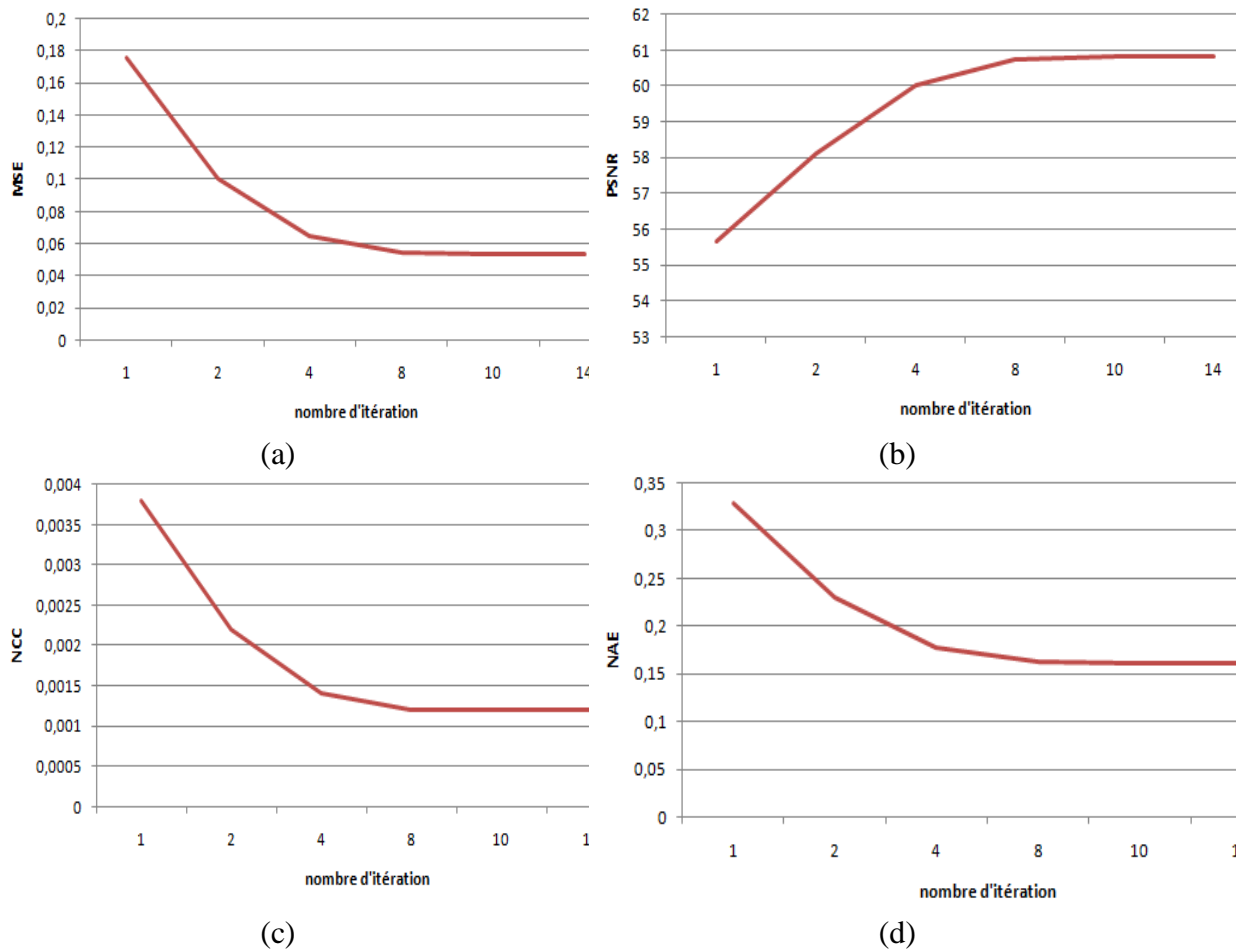 0,2
0,18
0,16
0,14
0,12
0,1
0,08
0,06
0,04
0,02
0
MSE
1 2 4 8 10 14
nombre d'itération
(a)
62
61
60
59
58
57
56
55
54
53
PSNR
1 2 4 8 10 14
nombre d'itération
(b)
0,004
0,0035
0,003
0,0025
0,002
0,0015
0,001
0,0005
0
NCC
1 2 4 8 10 1
nombre d'itération
(c)
0,35
0,3
0,25
0,2
0,15
0,1
0,05
0
NAE
1 2 4 8 10 1
nombre d'itération
(d)